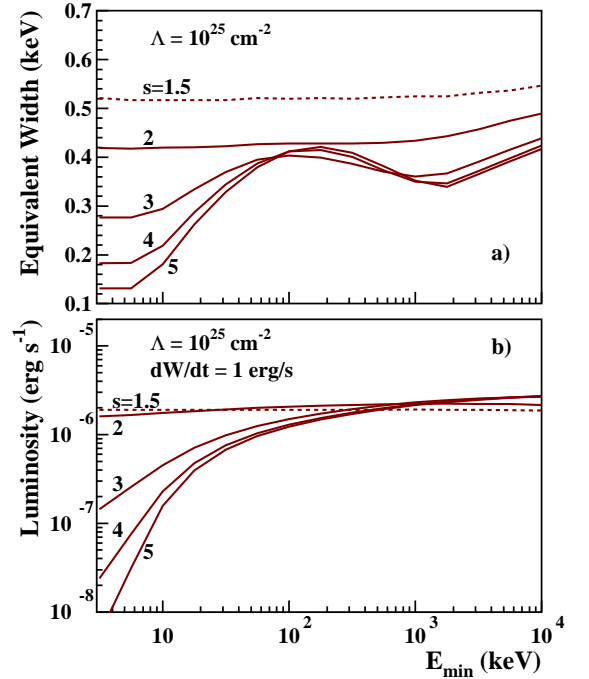 0.7
Λ = 10^25 cm^-2
0.6
s=1.5
0.5
2
0.4
3
0.3
4
0.2
5
a)
0.1
Equivalent Width (keV)
10^-5
Λ = 10^25 cm^-2
b)
dW/dt = 1 erg/s
s=1.5
10^-6
2
3
10^-7
4
5
10^-8
Luminosity (erg s^-1)
10
10^2
10^3
10^4
E_min (keV)